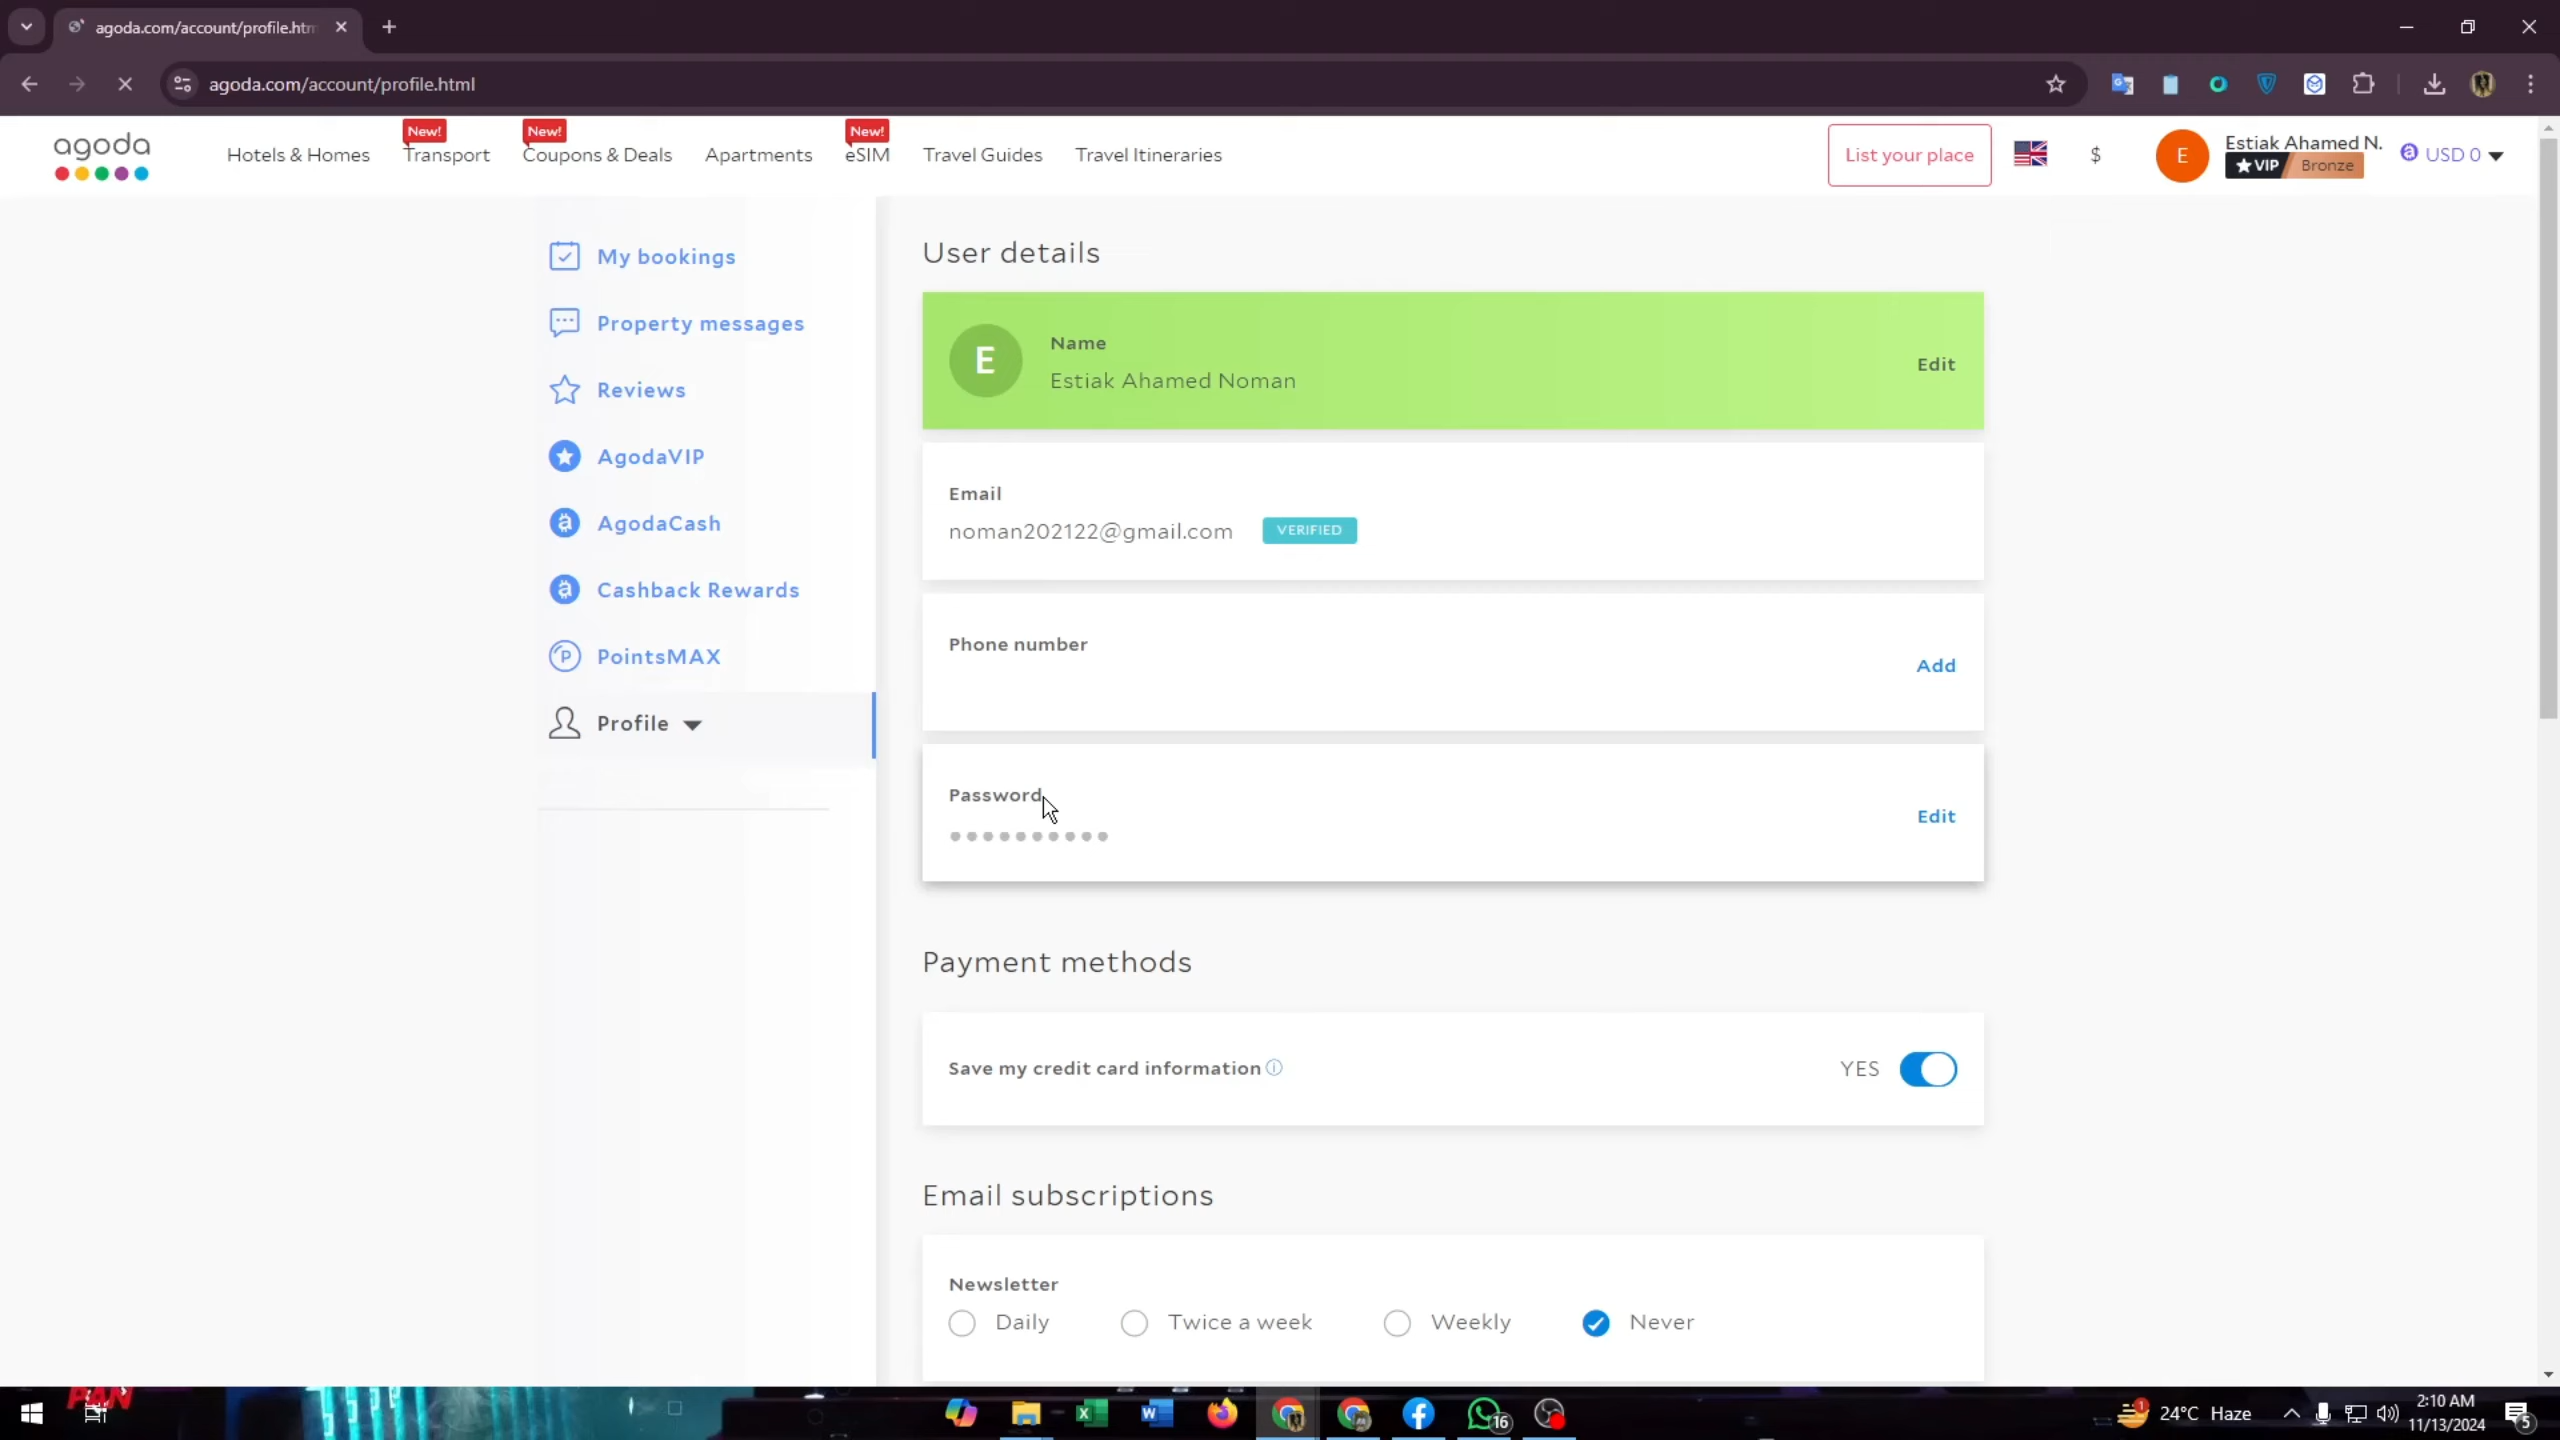 agoda.com/account/profile.htm
agoda.com/account/profile.html
agoda
Hotels & Homes
New!
Transport
New!
Coupons & Deals
Apartments
New!
eSIM
Travel Guides
Travel Itineraries
List your place
$
E
Estiak Ahamed N.
VIP
Bronze
USD 0
My bookings
Property messages
Reviews
AgodaVIP
AgodaCash
Cashback Rewards
PointsMAX
Profile
User details
E
Name
Estiak Ahamed Noman
Edit
Email
noman202122@gmail.com
VERIFIED
Phone number
Add
Password
Edit
Payment methods
Save my credit card information
YES
Email subscriptions
Newsletter
Daily
Twice a week
Weekly
Never
PAN
16
1
24°C Haze
2:10 AM
11/13/2024
5